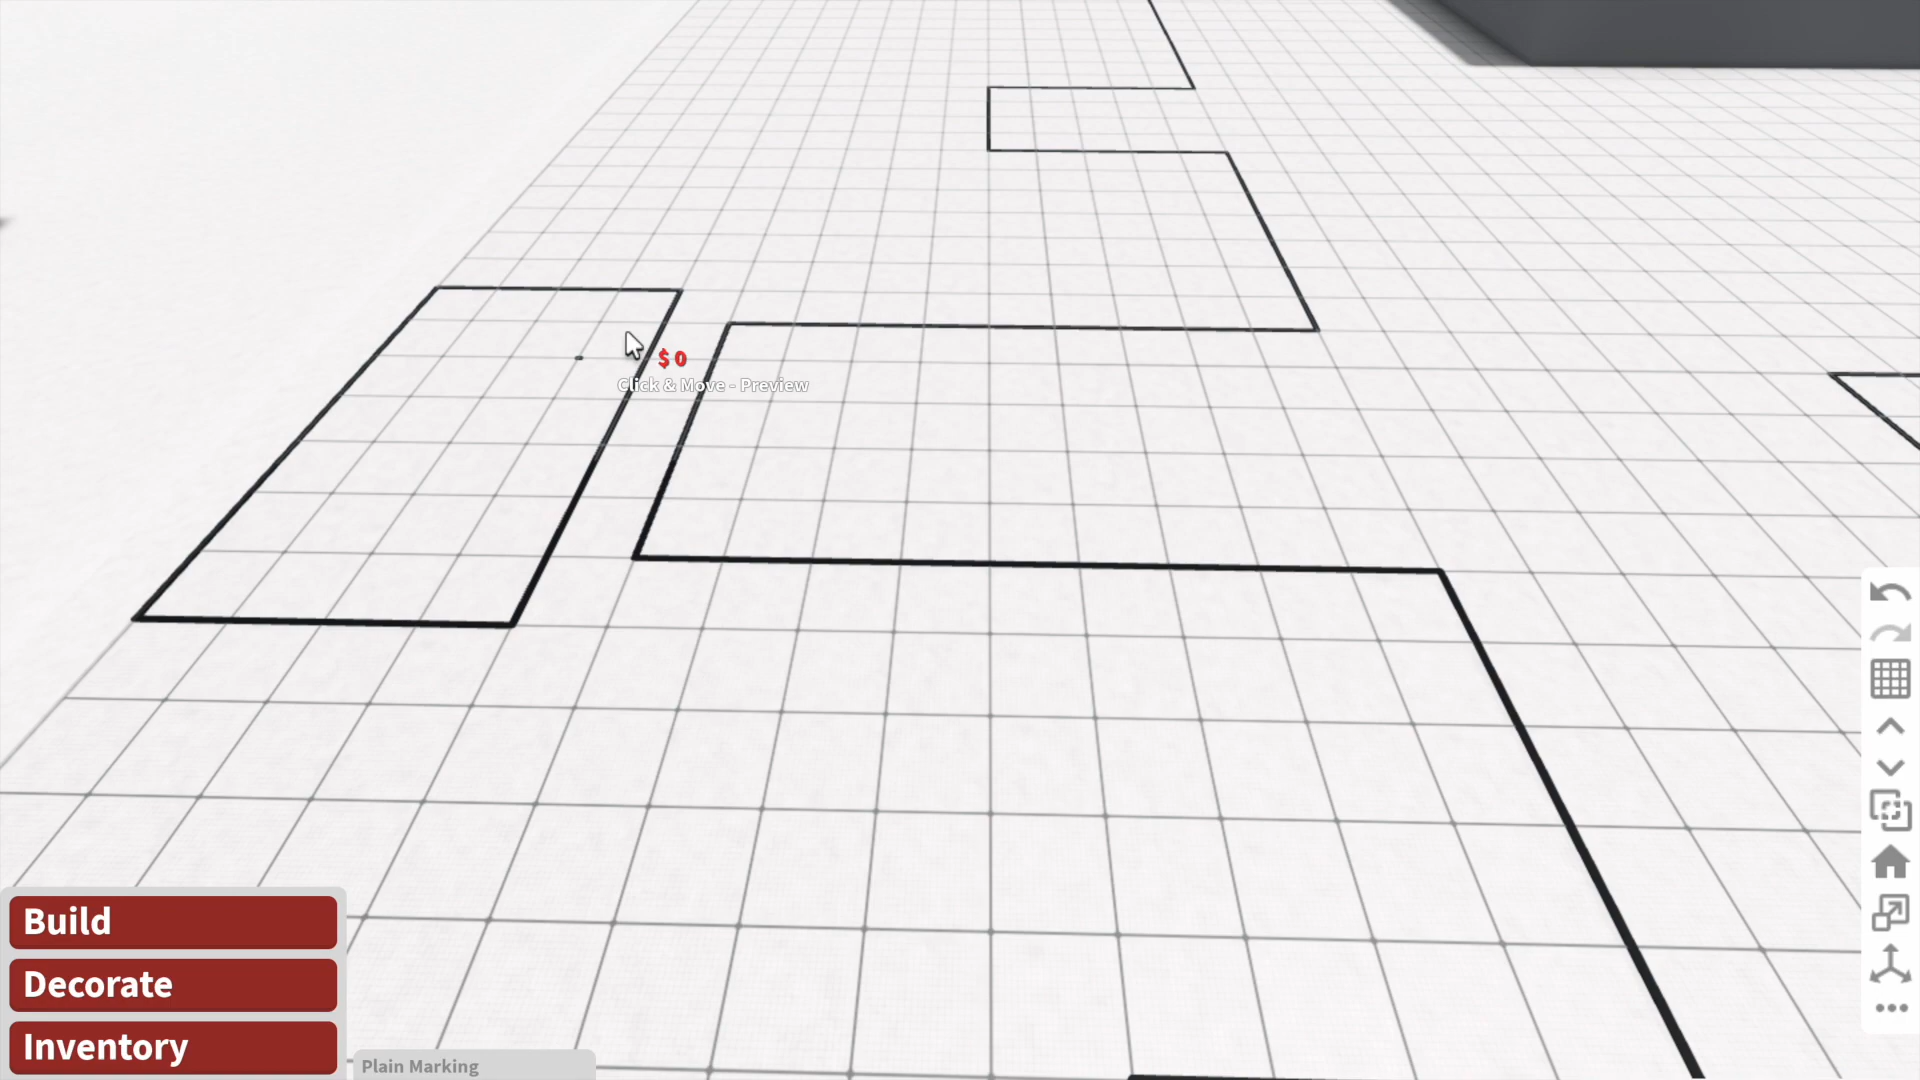 $ 0
Click & Move - Preview
Build
Decorate
Inventory
Plain Marking